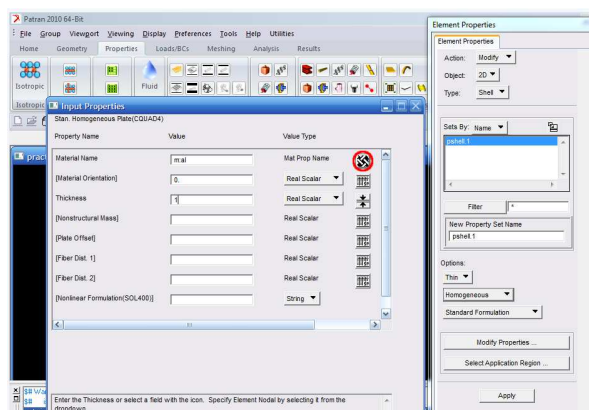 Patran 2010 64-Bit
File Group Viewport Viewing Display Preferences Tools Help Utilities
Home Geometry Properties Loads/BCs Meshing Analysis Results
Isotropic
Fluid
Isotropic
Input Properties
Stan. Homogeneous Plate(CQUAD4)
Property Name Value Value Type
Material Name m:al Mat Prop Name
[Material Orientation] 0. Real Scalar
Thickness 1 Real Scalar
[Nonstructural Mass] Real Scalar
[Plate Offset] Real Scalar
[Fiber Dist. 1] Real Scalar
[Fiber Dist. 2] Real Scalar
[Nonlinear Formulation(SOL400)] String
Enter the Thickness or select a field with the icon. Specify Element Nodal by selecting it from the
dropdown.
Element Properties
Element Properties
Action: Modify
Object: 2D
Type: Shell
Sets By: Name
pshell.1
Filter *
New Property Set Name
pshell.1
Options:
Thin
Homogeneous
Standard Formulation
Modify Properties ...
Select Application Region ...
Apply